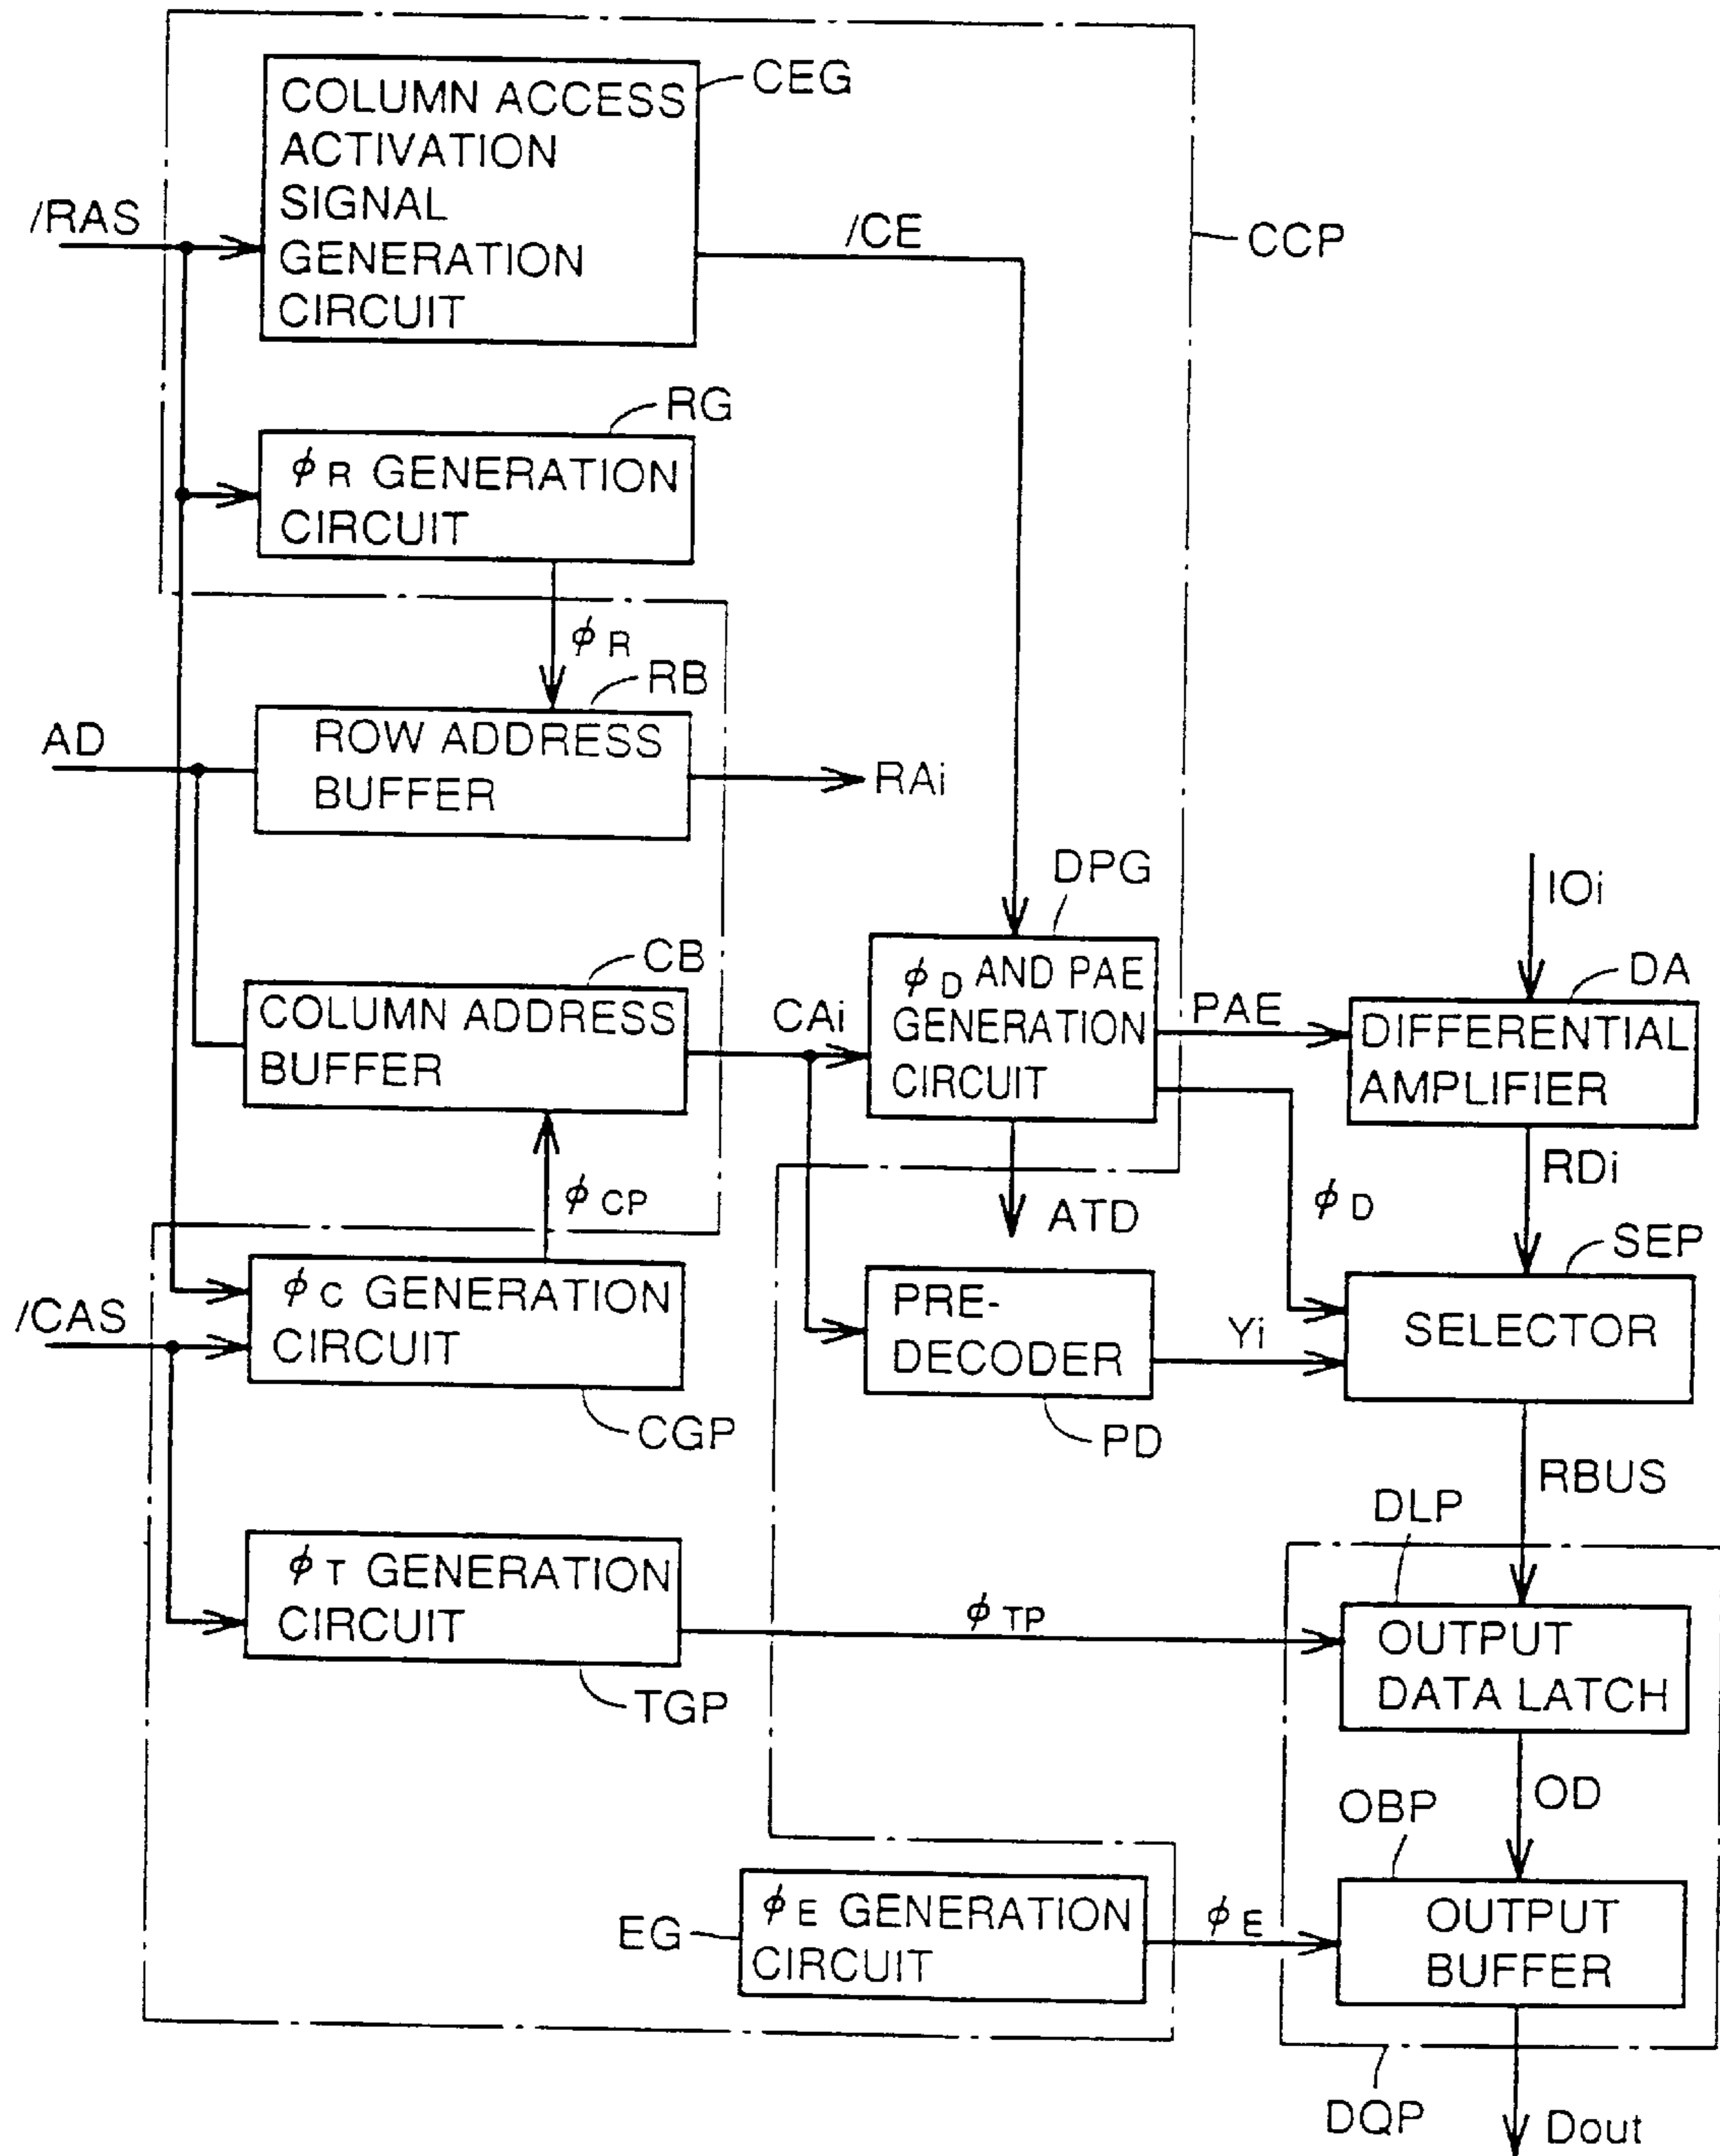 COLUMN ACCESS
ACTIVATION
SIGNAL
GENERATION
CIRCUIT
CEG
/RAS
/CE
CCP
RG
ϕR GENERATION
CIRCUIT
ϕR
RB
AD
ROW ADDRESS
BUFFER
RAi
DPG
IOi
CB
COLUMN ADDRESS
BUFFER
CAi
ϕD AND PAE
GENERATION
CIRCUIT
PAE
DA
DIFFERENTIAL
AMPLIFIER
ϕCP
ATD
ϕD
RDi
SEP
/CAS
ϕC GENERATION
CIRCUIT
PRE-
DECODER
Yi
SELECTOR
CGP
PD
RBUS
DLP
ϕT GENERATION
CIRCUIT
ϕTP
OUTPUT
DATA LATCH
TGP
OD
OBP
EG
ϕE GENERATION
CIRCUIT
ϕE
OUTPUT
BUFFER
DQP
Dout